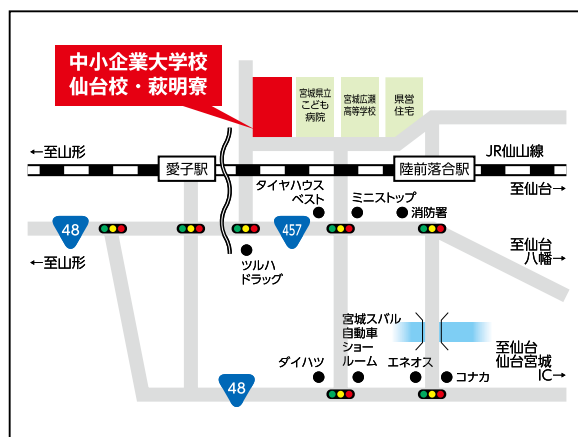 中小企業大学校
仙台校・萩明寮
宮城県立
こども
病院
宮城広瀬
高等学校
県営
住宅
←至山形
愛子駅
陸前落合駅
JR仙山線
至仙台→
タイヤハウス
ベスト
ミニストップ
消防署
48
457
←至山形
ツルハ
ドラッグ
至仙台→
八幡
宮城スバル
自動車
ショー
ルーム
至仙台
仙台宮城
IC→
ダイハツ
エネオス
コナカ
48